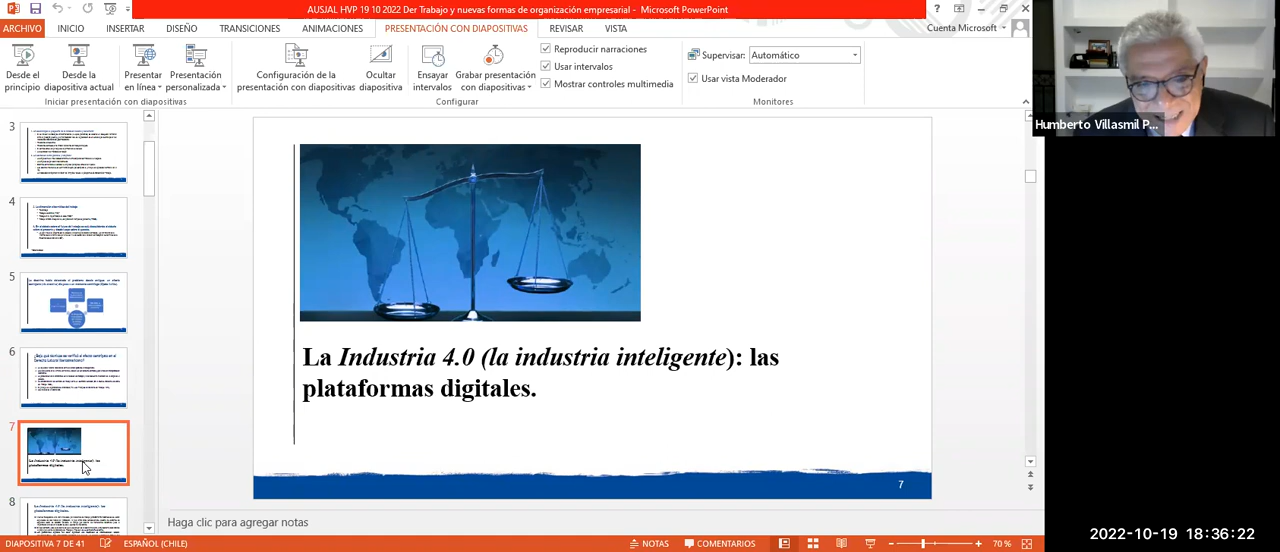 AUSJAL HVP 19 10 2022 Der Trabajo y nuevas formas de organización empresarial - Microsoft PowerPoint
ARCHIVO INICIO INSERTAR DISEÑO TRANSICIONES ANIMACIONES PRESENTACIÓN CON DIAPOSITIVAS REVISAR VISTA
Cuenta Microsoft
Desde el principio
Desde la diapositiva actual
Presentar en línea
Presentación personalizada
Iniciar presentación con diapositivas
Configuración de la presentación con diapositivas
Ocultar diapositiva
Ensayar intervalos
Grabar presentación con diapositivas
Reproducir narraciones
Usar intervalos
Mostrar controles multimedia
Configurar
Supervisar: Automático
Usar vista Moderador
Monitores
Humberto Villasmil P...
3
4
5
6
7
8
La Industria 4.0 (la industria inteligente): las
plataformas digitales.
7
Haga clic para agregar notas
DIAPOSITIVA 7 DE 41 ESPAÑOL (CHILE) NOTAS COMENTARIOS 70 %
2022-10-19 18:36:22